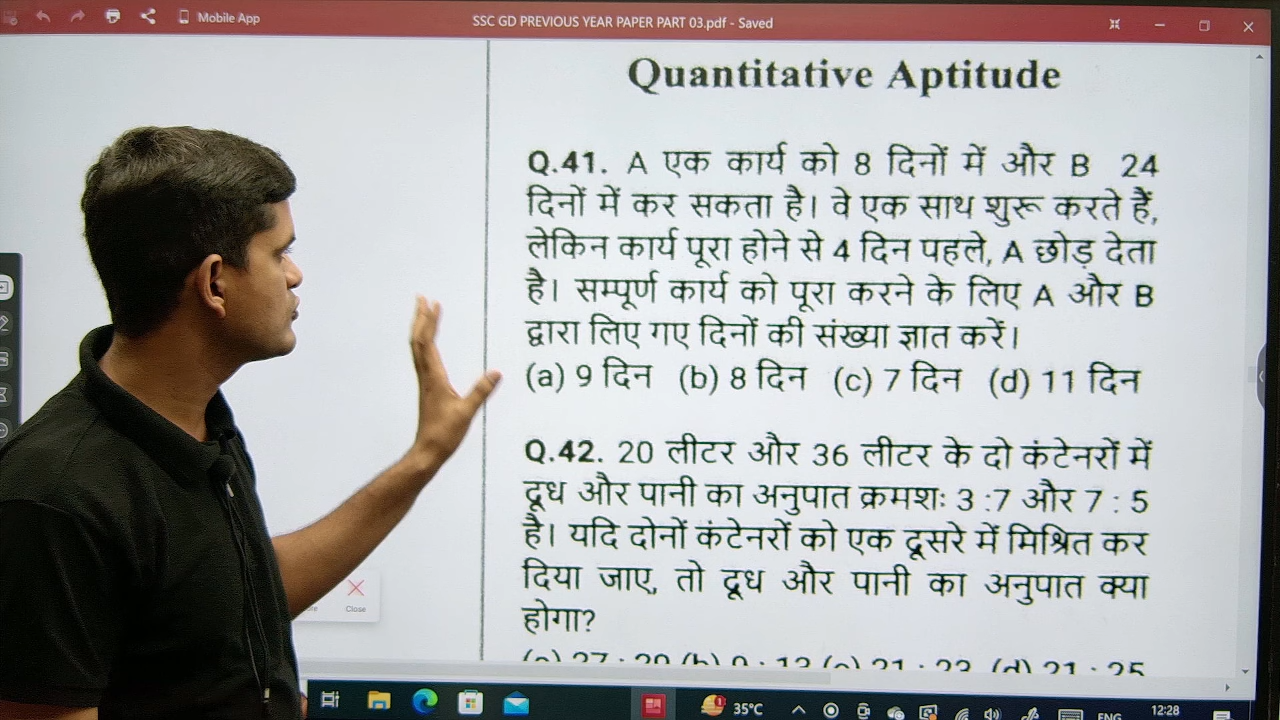 Mobile App
SSC GD PREVIOUS YEAR PAPER PART 03.pdf - Saved
Quantitative Aptitude
Q.41. A एक कार्य को 8 दिनों में और B 24
दिनों में कर सकता है। वे एक साथ शुरू करते हैं,
लेकिन कार्य पूरा होने से 4 दिन पहले, A छोड़ देता
है। सम्पूर्ण कार्य को पूरा करने के लिए A और B
द्वारा लिए गए दिनों की संख्या ज्ञात करें।
(a) 9 दिन (b) 8 दिन (c) 7 दिन (d) 11 दिन
Q.42. 20 लीटर और 36 लीटर के दो कंटेनरों में
दूध और पानी का अनुपात क्रमशः 3 :7 और 7 : 5
है। यदि दोनों कंटेनरों को एक दूसरे में मिश्रित कर
दिया जाए, तो दूध और पानी का अनुपात क्या
होगा?
Close
35°C
ENG
12:28